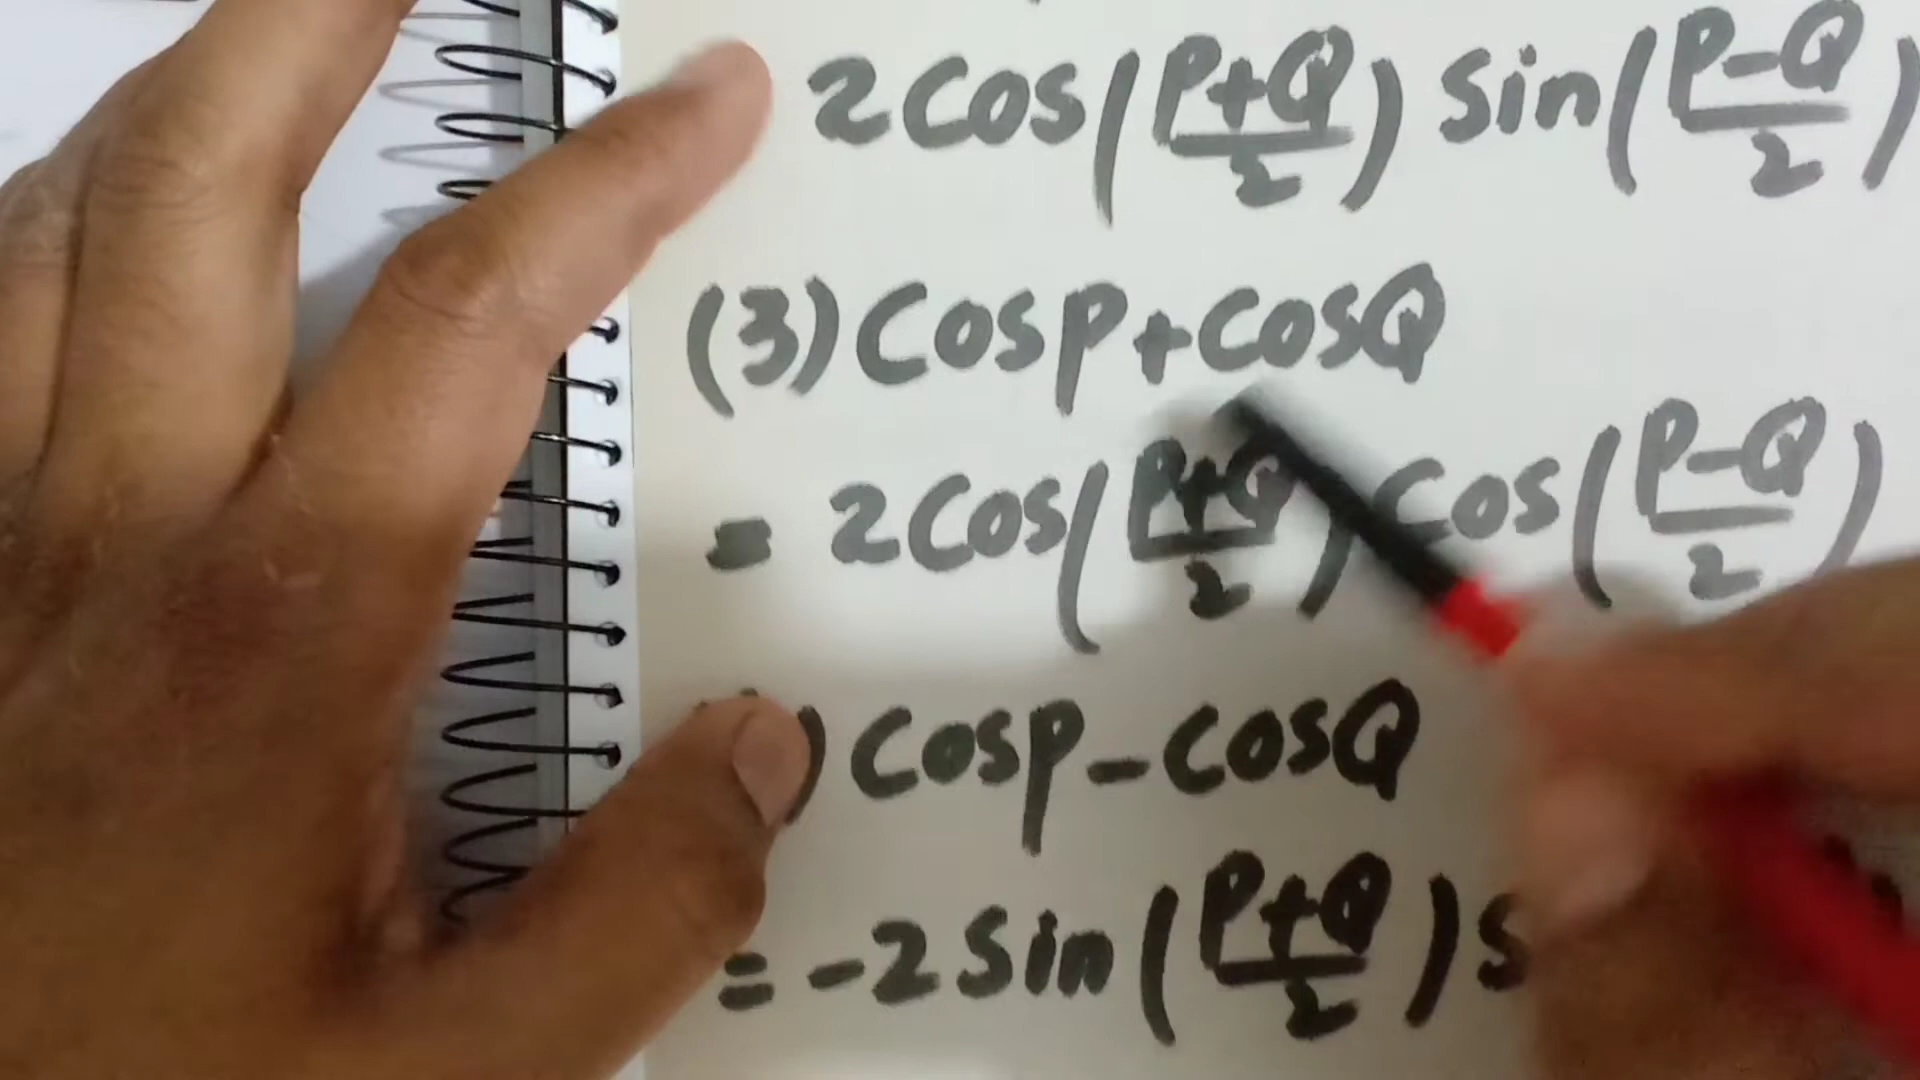 2Cos(P+Q/2) Sin(P-Q/2)
(3) CosP+CosQ
= 2Cos(P+Q/2) Cos(P-Q/2)
) CosP-CosQ
= -2Sin(P+Q/2) S